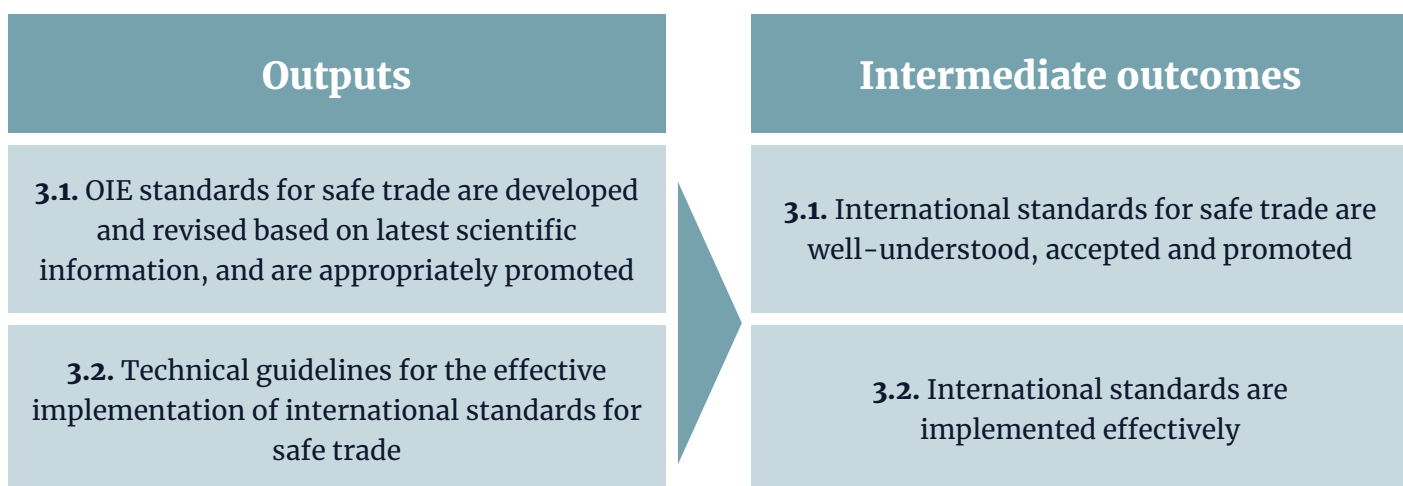 Outputs
3.1. OIE standards for safe trade are developed
and revised based on latest scientific
information, and are appropriately promoted
3.2. Technical guidelines for the effective
implementation of international standards for
safe trade
Intermediate outcomes
3.1. International standards for safe trade are
well-understood, accepted and promoted
3.2. International standards are
implemented effectively